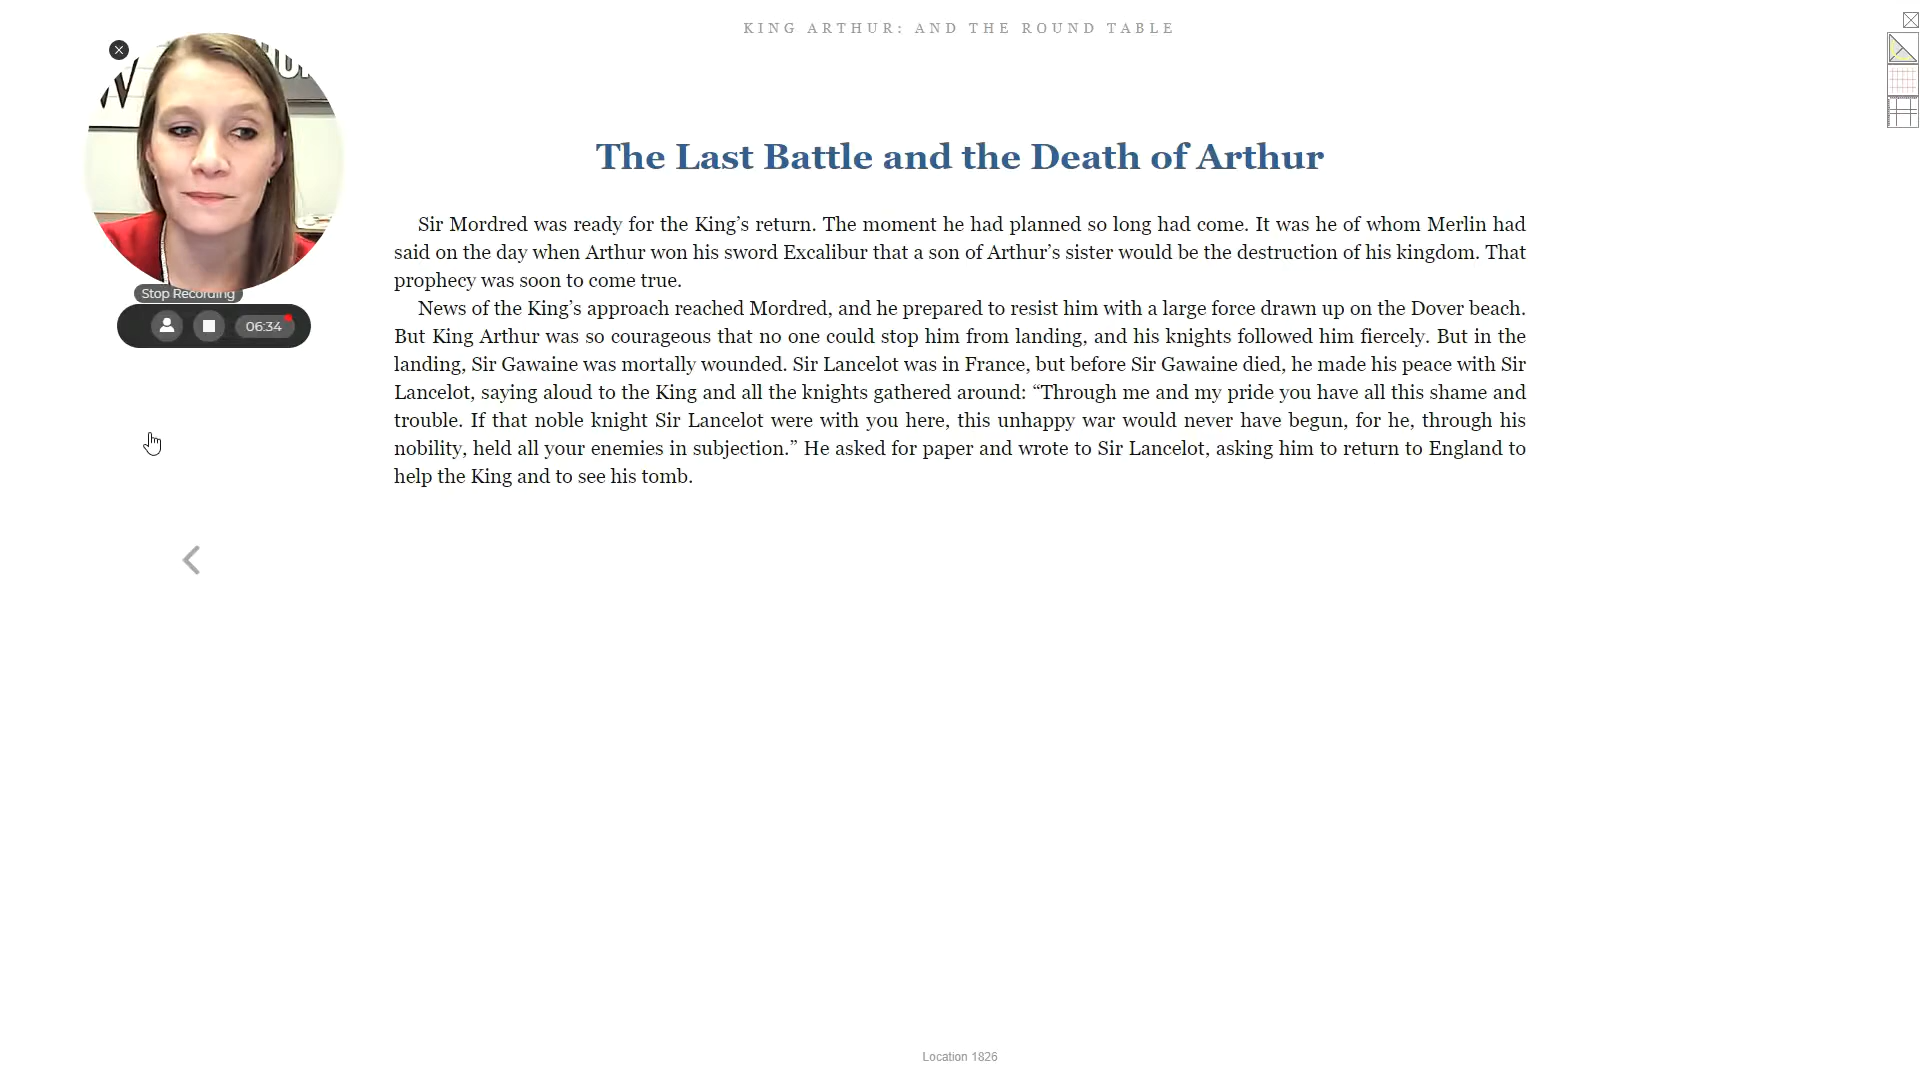 KING ARTHUR: AND THE ROUND TABLE
The Last Battle and the Death of Arthur
Sir Mordred was ready for the King’s return. The moment he had planned so long had come. It was he of whom Merlin had
said on the day when Arthur won his sword Excalibur that a son of Arthur’s sister would be the destruction of his kingdom. That
prophecy was soon to come true.
News of the King’s approach reached Mordred, and he prepared to resist him with a large force drawn up on the Dover beach.
But King Arthur was so courageous that no one could stop him from landing, and his knights followed him fiercely. But in the
landing, Sir Gawaine was mortally wounded. Sir Lancelot was in France, but before Sir Gawaine died, he made his peace with Sir
Lancelot, saying aloud to the King and all the knights gathered around: “Through me and my pride you have all this shame and
trouble. If that noble knight Sir Lancelot were with you here, this unhappy war would never have begun, for he, through his
nobility, held all your enemies in subjection.” He asked for paper and wrote to Sir Lancelot, asking him to return to England to
help the King and to see his tomb.
Stop Recording
06:34
Location 1826